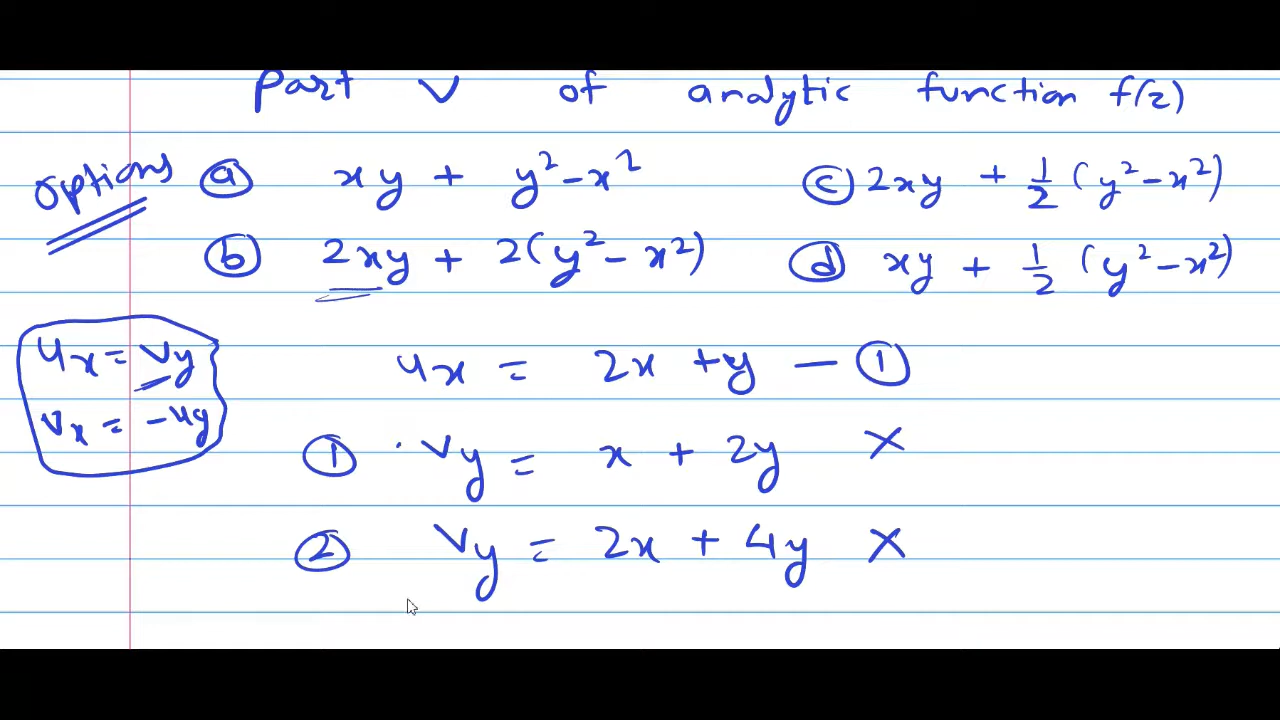 Part V of analytic function f(z)
options (a) xy + y² - x² (c) 2xy + 1/2 (y² - x²)
(b) 2xy + 2(y² - x²) (d) xy + 1/2 (y² - x²)
ux = vy
vx = -uy
ux = 2x + y - (1)
(1) · vy = x + 2y ×
(2) vy = 2x + 4y ×